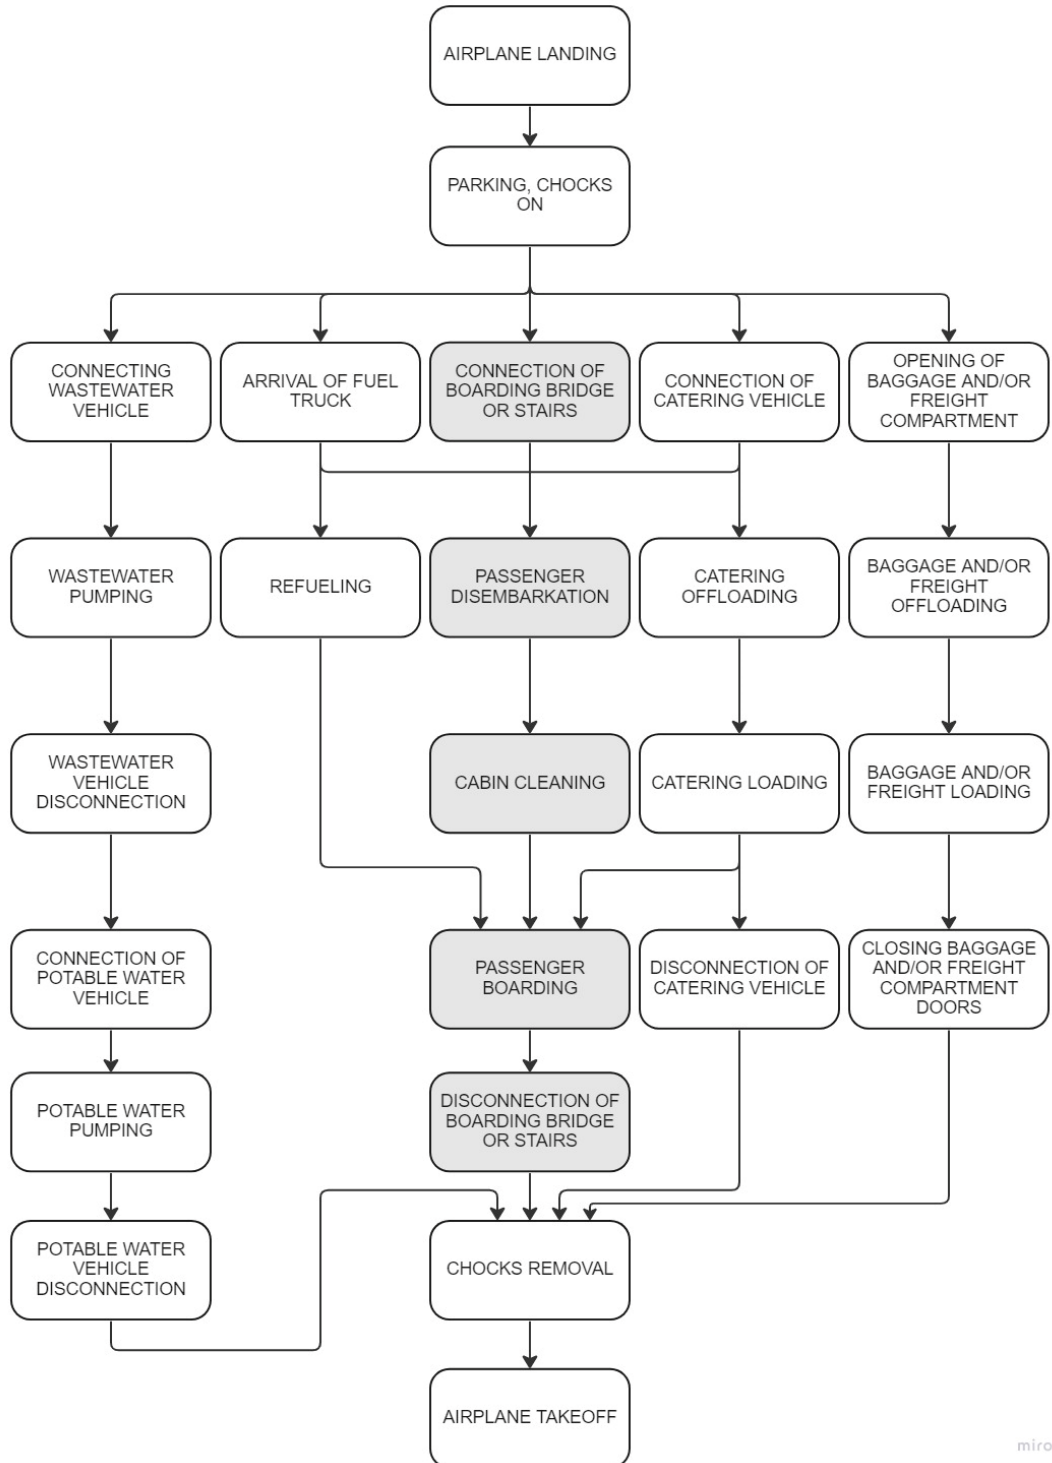 AIRPLANE LANDING
PARKING, CHOCKS
ON
CONNECTING
WASTEWATER
VEHICLE
ARRIVAL OF FUEL
TRUCK
CONNECTION OF
BOARDING BRIDGE
OR STAIRS
CONNECTION OF
CATERING VEHICLE
OPENING OF
BAGGAGE AND/OR
FREIGHT
COMPARTMENT
WASTEWATER
PUMPING
REFUELING
PASSENGER
DISEMBARKATION
CATERING
OFFLOADING
BAGGAGE AND/OR
FREIGHT
OFFLOADING
WASTEWATER
VEHICLE
DISCONNECTION
CABIN CLEANING
CATERING LOADING
BAGGAGE AND/OR
FREIGHT LOADING
CONNECTION OF
POTABLE WATER
VEHICLE
PASSENGER
BOARDING
DISCONNECTION OF
CATERING VEHICLE
CLOSING BAGGAGE
AND/OR FREIGHT
COMPARTMENT
DOORS
POTABLE WATER
PUMPING
DISCONNECTION OF
BOARDING BRIDGE
OR STAIRS
POTABLE WATER
VEHICLE
DISCONNECTION
CHOCKS REMOVAL
AIRPLANE TAKEOFF
miro